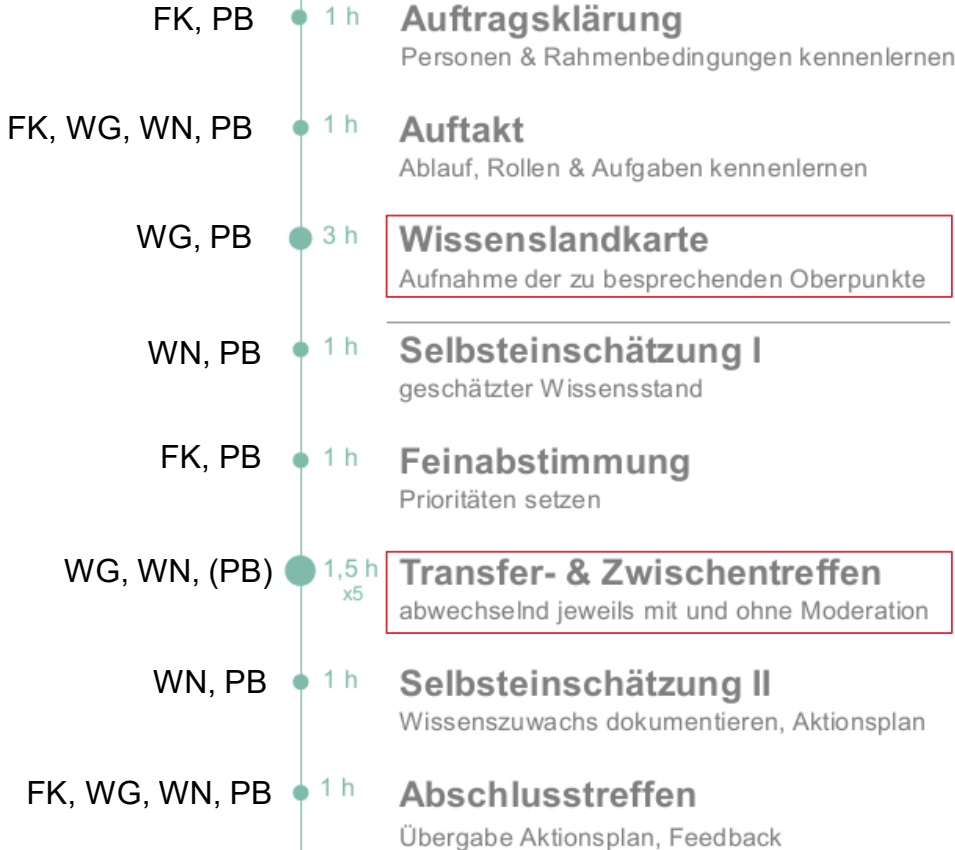 FK, PB 1 h Auftragsklärung
Personen & Rahmenbedingungen kennenlernen
FK, WG, WN, PB 1 h Auftakt
Ablauf, Rollen & Aufgaben kennenlernen
WG, PB 3 h Wissenslandkarte
Aufnahme der zu besprechenden Oberpunkte
WN, PB 1 h Selbsteinschätzung I
geschätzter Wissensstand
FK, PB 1 h Feinabstimmung
Prioritäten setzen
WG, WN, (PB) 1,5 h Transfer- & Zwischentreffen
x5 abwechselnd jeweils mit und ohne Moderation
WN, PB 1 h Selbsteinschätzung II
Wissenszuwachs dokumentieren, Aktionsplan
FK, WG, WN, PB 1 h Abschlusstreffen
Übergabe Aktionsplan, Feedback